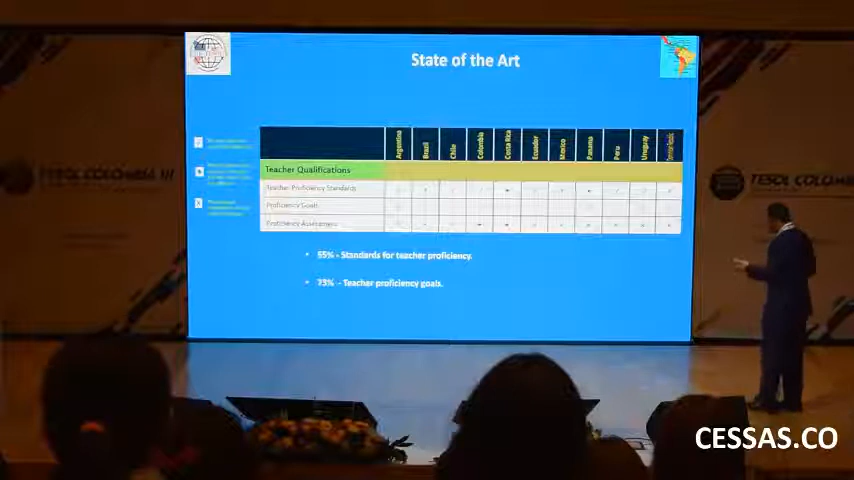 State of the Art
Argentina
Brazil
Chile
Colombia
Costa Rica
Ecuador
Mexico
Panama
Peru
Uruguay
Teacher Qualifications
Teacher Proficiency Standards
Proficiency Goals
Proficiency Assessment
• 55% - Standards for teacher proficiency.
• 73% - Teacher proficiency goals.
TESOL COLOMBIA III
TESOL COLOMB
CESSAS.CO